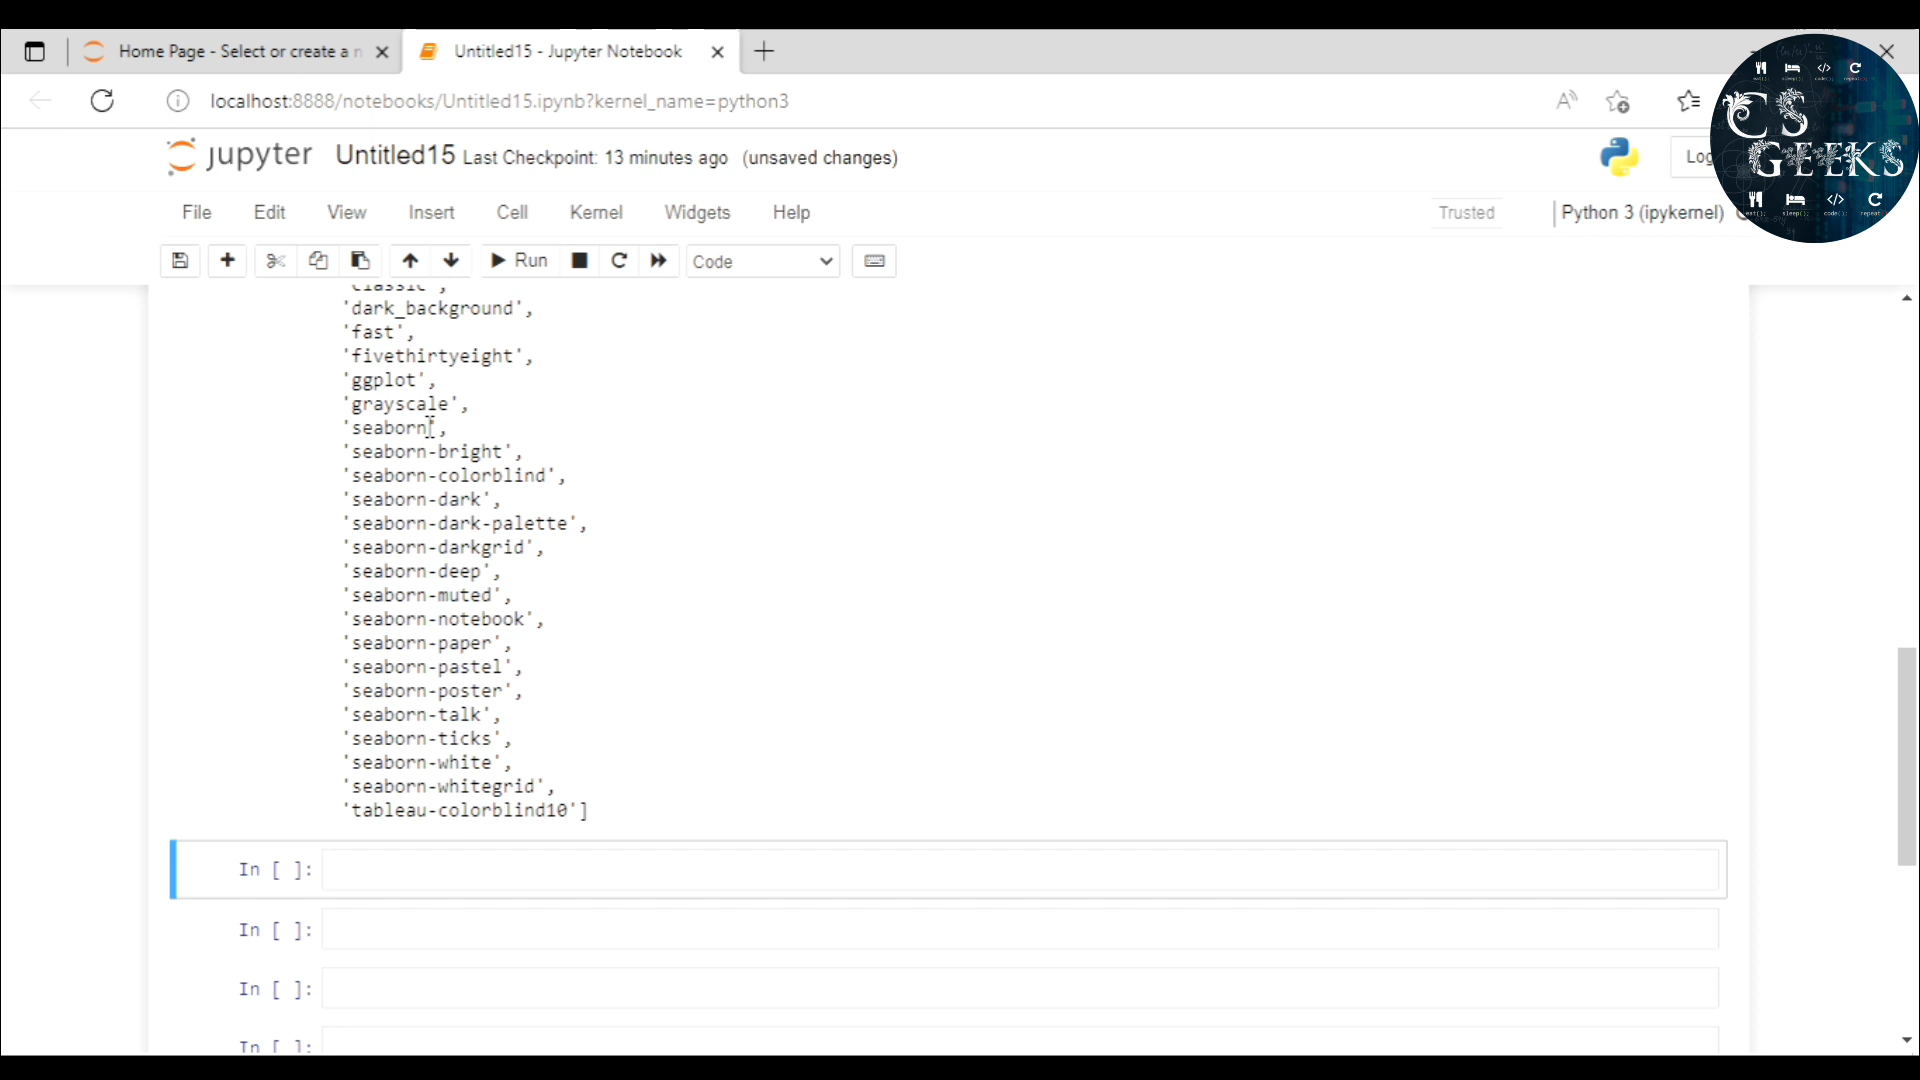 Home Page - Select or create a n
Untitled15 - Jupyter Notebook
localhost:8888/notebooks/Untitled15.ipynb?kernel_name=python3
CS
GEEKS
jupyter Untitled15 Last Checkpoint: 13 minutes ago (unsaved changes)
Log
File Edit View Insert Cell Kernel Widgets Help
Trusted
Python 3 (ipykernel)
Run
Code
'classic',
'dark_background',
'fast',
'fivethirtyeight',
'ggplot',
'grayscale',
'seaborn',
'seaborn-bright',
'seaborn-colorblind',
'seaborn-dark',
'seaborn-dark-palette',
'seaborn-darkgrid',
'seaborn-deep',
'seaborn-muted',
'seaborn-notebook',
'seaborn-paper',
'seaborn-pastel',
'seaborn-poster',
'seaborn-talk',
'seaborn-ticks',
'seaborn-white',
'seaborn-whitegrid',
'tableau-colorblind10']
In [ ]:
In [ ]:
In [ ]:
In [ ]: